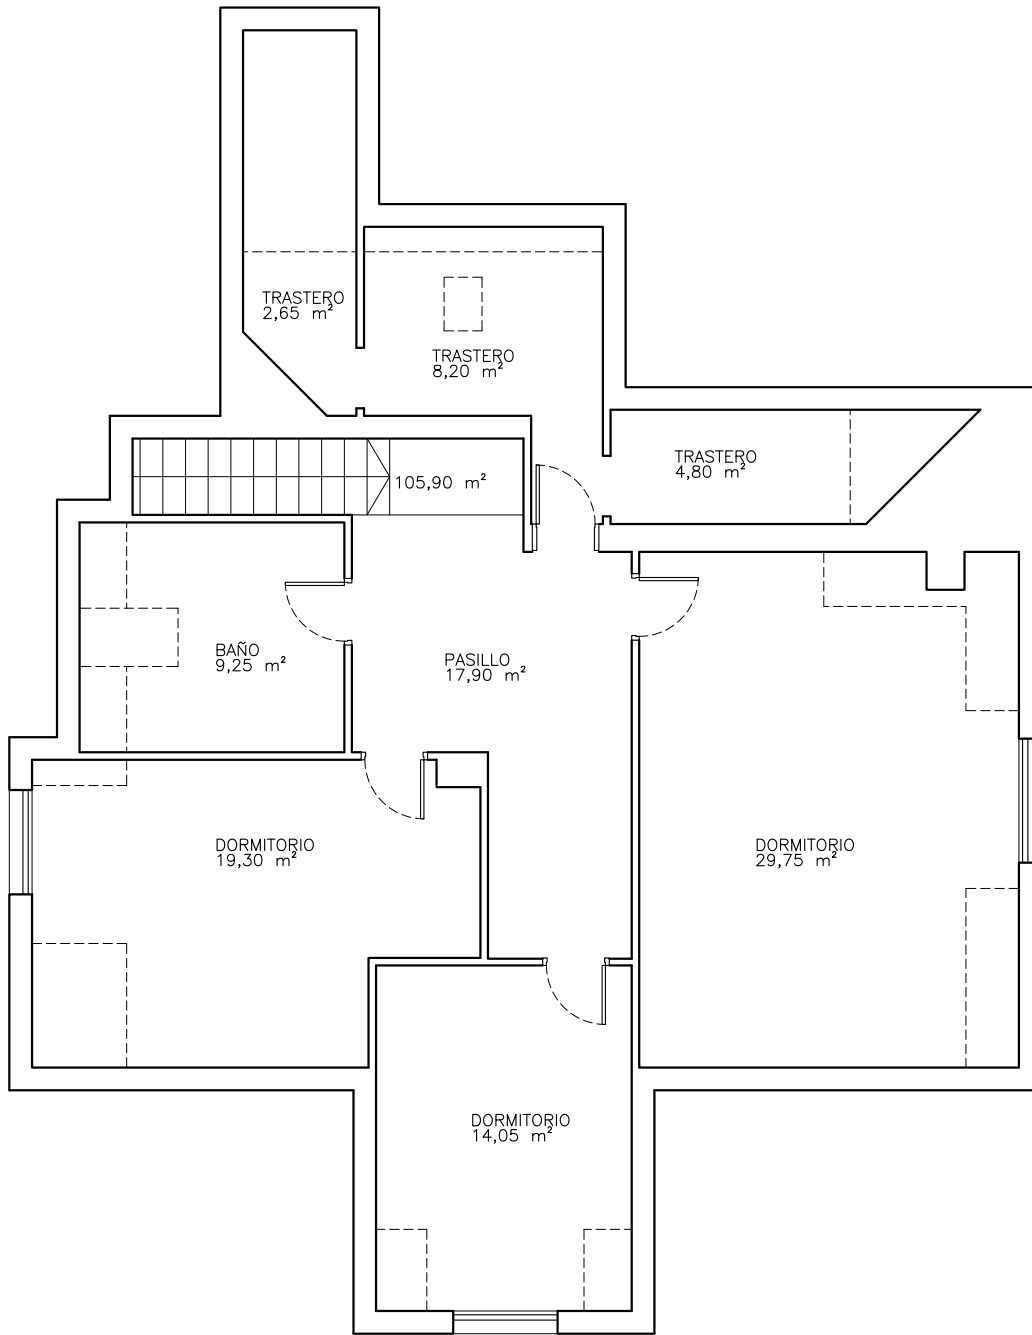 TRASTERO
2,65 m²
TRASTERO
8,20 m²
TRASTERO
4,80 m²
105,90 m²
BAÑO
9,25 m²
PASILLO
17,90 m²
DORMITORIO
19,30 m²
DORMITORIO
29,75 m²
DORMITORIO
14,05 m²